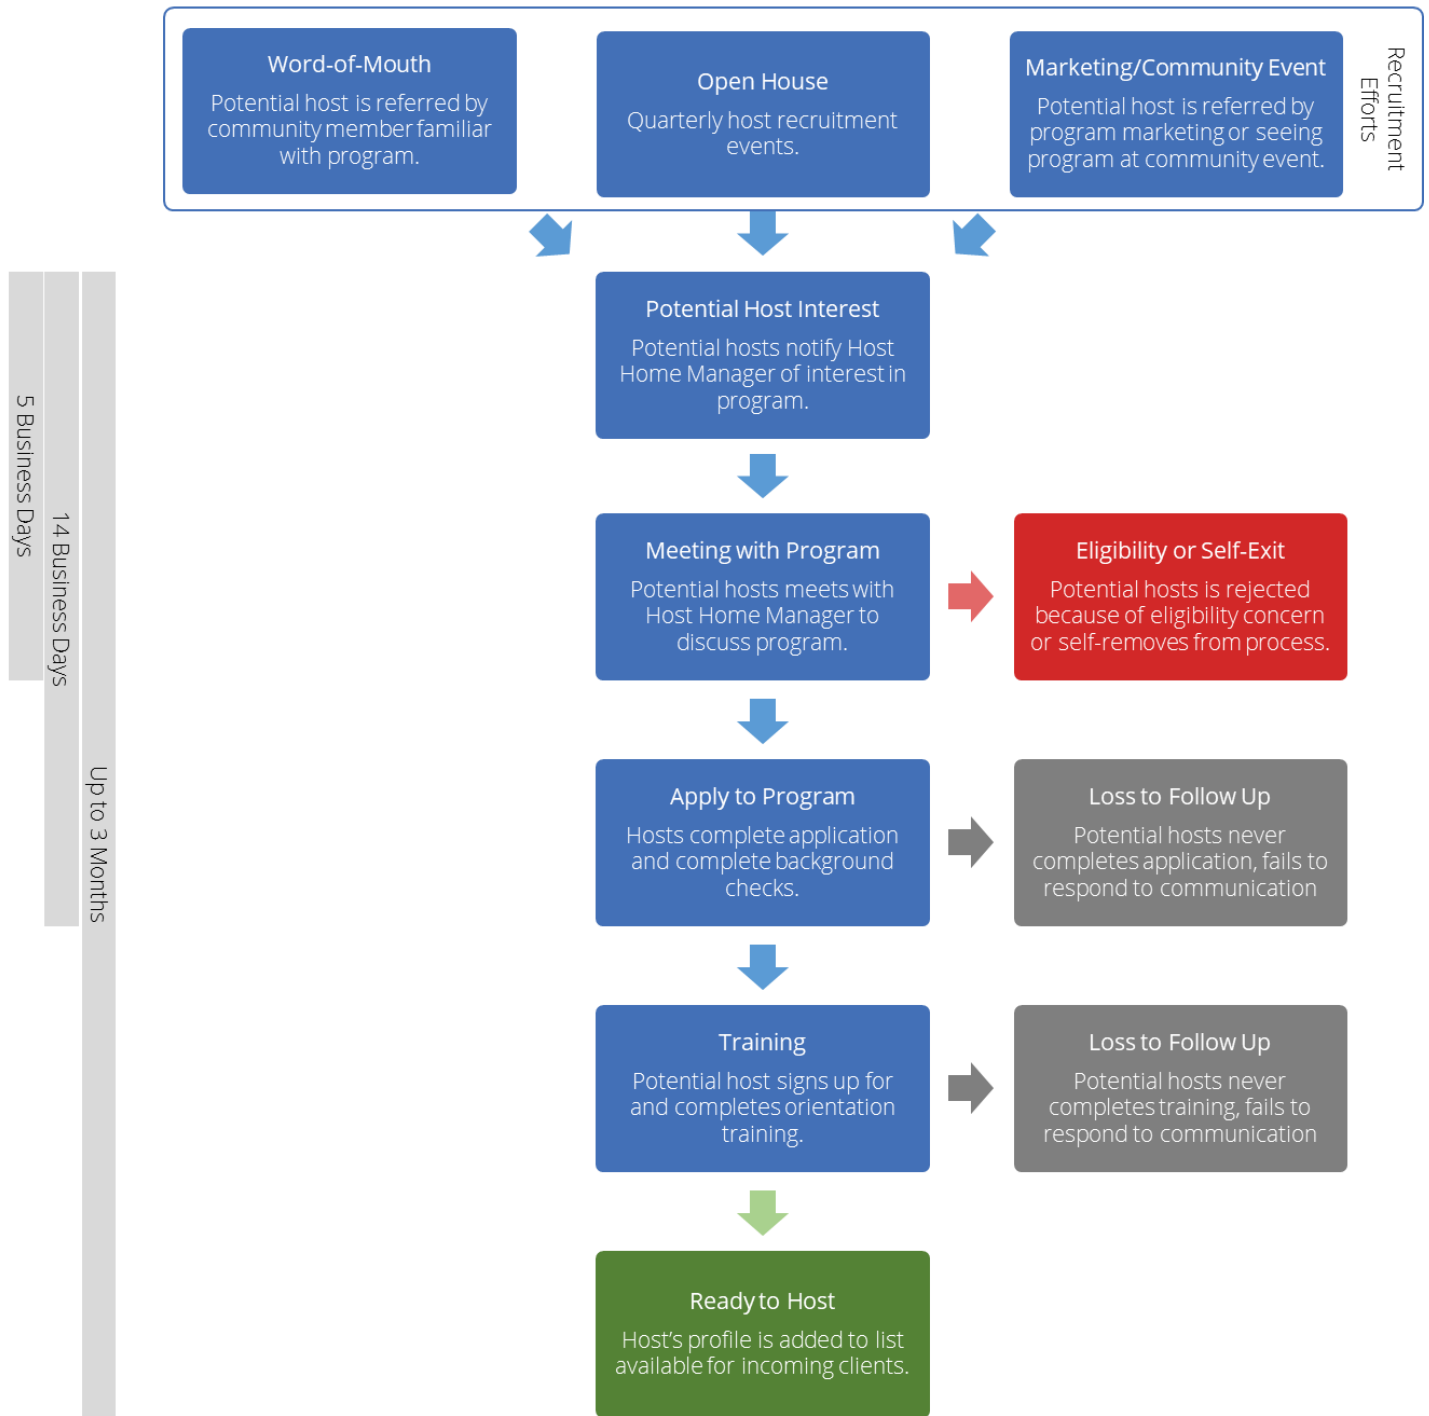 Word-of-Mouth
Potential host is referred by
community member familiar
with program.
Open House
Quarterly host recruitment
events.
Marketing/Community Event
Potential host is referred by
program marketing or seeing
program at community event.
Recruitment
Efforts
Potential Host Interest
Potential hosts notify Host
Home Manager of interest in
program.
5 Business Days
14 Business Days
Up to 3 Months
Meeting with Program
Potential hosts meets with
Host Home Manager to
discuss program.
Eligibility or Self-Exit
Potential hosts is rejected
because of eligibility concern
or self-removes from process.
Apply to Program
Hosts complete application
and complete background
checks.
Loss to Follow Up
Potential hosts never
completes application, fails to
respond to communication
Training
Potential host signs up for
and completes orientation
training.
Loss to Follow Up
Potential hosts never
completes training, fails to
respond to communication
Ready to Host
Host’s profile is added to list
available for incoming clients.